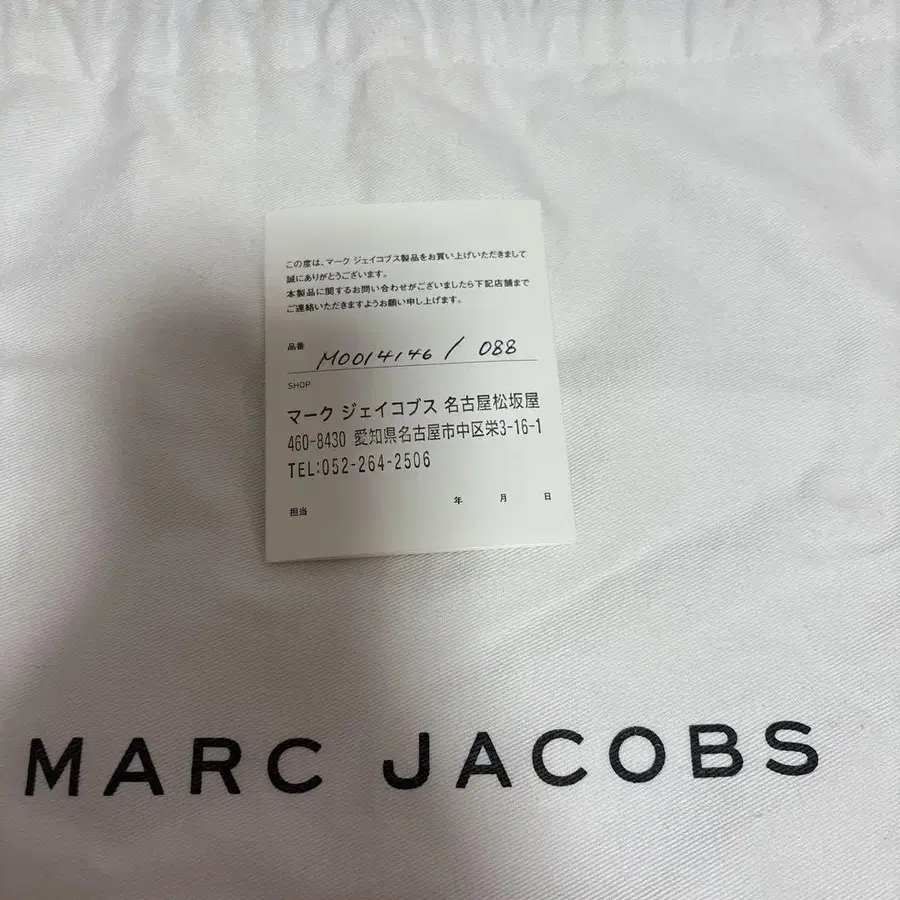 この度は、マーク ジェイコブス製品をお買い上げいただきまして
誠にありがとうございます。
本製品に関するお問い合わせがございましたら下記店舗まで
ご連絡いただきますようお願い申し上げます。
品番 M0014146 / 088
SHOP
マーク ジェイコブス 名古屋松坂屋
460-8430 愛知県名古屋市中区栄3-16-1
TEL:052-264-2506
担当 年 月 日
MARC JACOBS